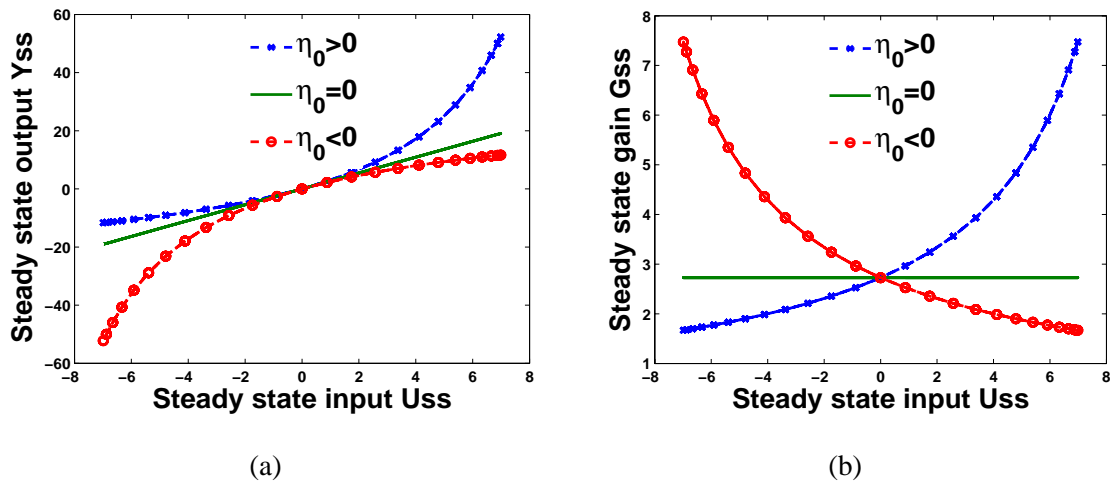 60
40
20
0
−20
−40
−60
−8
−6
−4
−2
0
2
4
6
8
Steady state output Yss
Steady state input Uss
η0>0
η0=0
η0<0
(a)
8
7
6
5
4
3
2
1
−8
−6
−4
−2
0
2
4
6
8
Steady state gain Gss
Steady state input Uss
η0>0
η0=0
η0<0
(b)